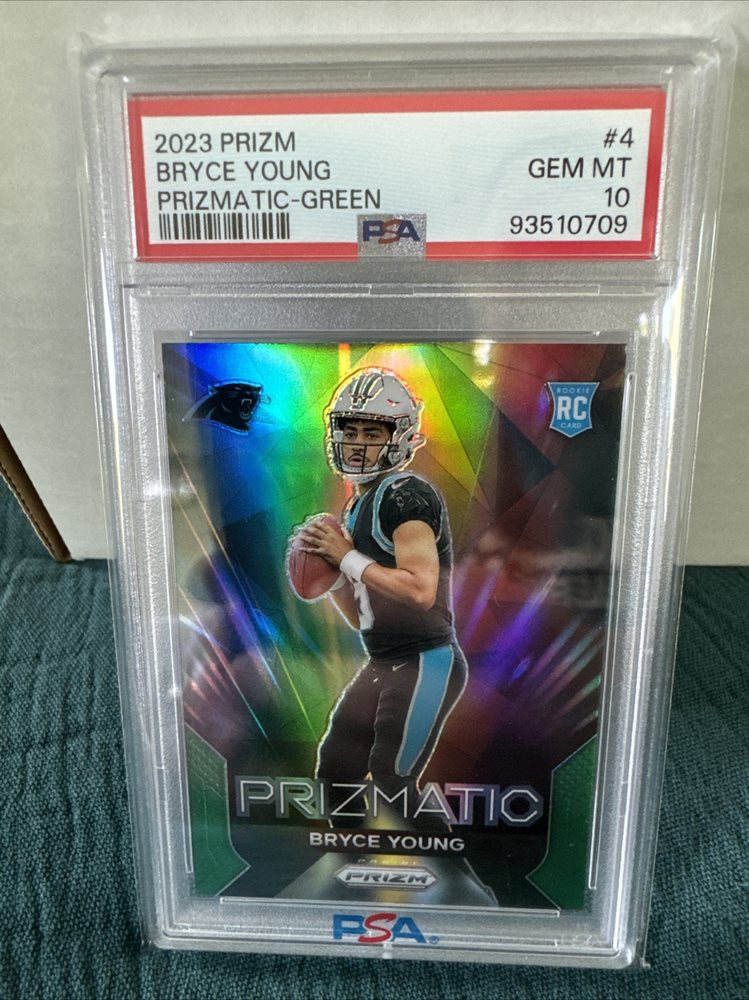 2023 PRIZM #4
BRYCE YOUNG GEM MT
PRIZMATIC-GREEN 10
PSA 93510709
ROOKIE
RC
CARD
PRIZMATIC
BRYCE YOUNG
PANINI
PRIZM
PSA